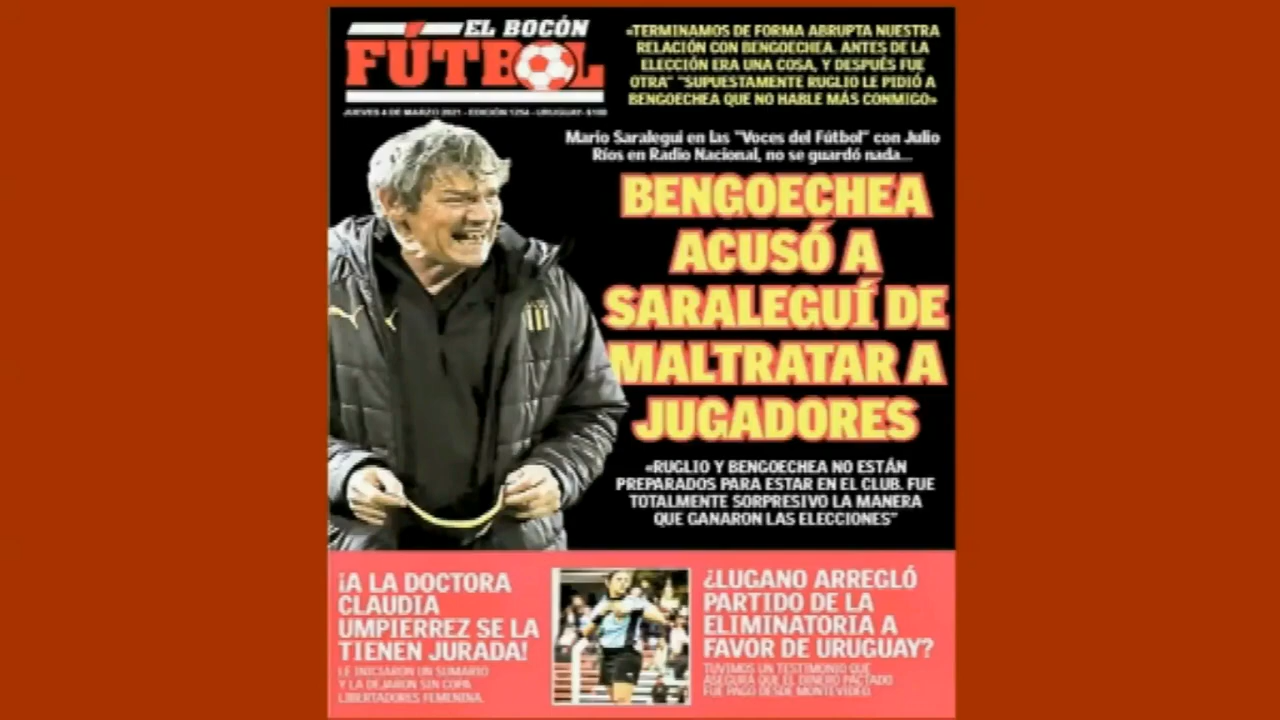 EL BOCÓN
FÚTBOL
JUEVES 4 DE MARZO 2021 - EDICIÓN 1254 - URUGUAY: $100
«TERMINAMOS DE FORMA ABRUPTA NUESTRA
RELACIÓN CON BENGOECHEA. ANTES DE LA
ELECCIÓN ERA UNA COSA, Y DESPUÉS FUE
OTRA" "SUPUESTAMENTE RUGLIO LE PIDIÓ A
BENGOECHEA QUE NO HABLE MÁS CONMIGO»
Mario Saralegui en las "Voces del Fútbol" con Julio
Ríos en Radio Nacional, no se guardó nada...
BENGOECHEA
ACUSÓ A
SARALEGUÍ DE
MALTRATAR A
JUGADORES
«RUGLIO Y BENGOECHEA NO ESTÁN
PREPARADOS PARA ESTAR EN EL CLUB. FUE
TOTALMENTE SORPRESIVO LA MANERA
QUE GANARON LAS ELECCIONES"
¡A LA DOCTORA
CLAUDIA
UMPIERREZ SE LA
TIENEN JURADA!
LE INICIARON UN SUMARIO
Y LA DEJARON SIN COPA
LIBERTADORES FEMENINA.
¿LUGANO ARREGLÓ
PARTIDO DE LA
ELIMINATORIA A
FAVOR DE URUGUAY?
TUVIMOS UN TESTIMONIO QUE
ASEGURA QUE EL DINERO PACTADO
FUE PAGO DESDE MONTEVIDEO.